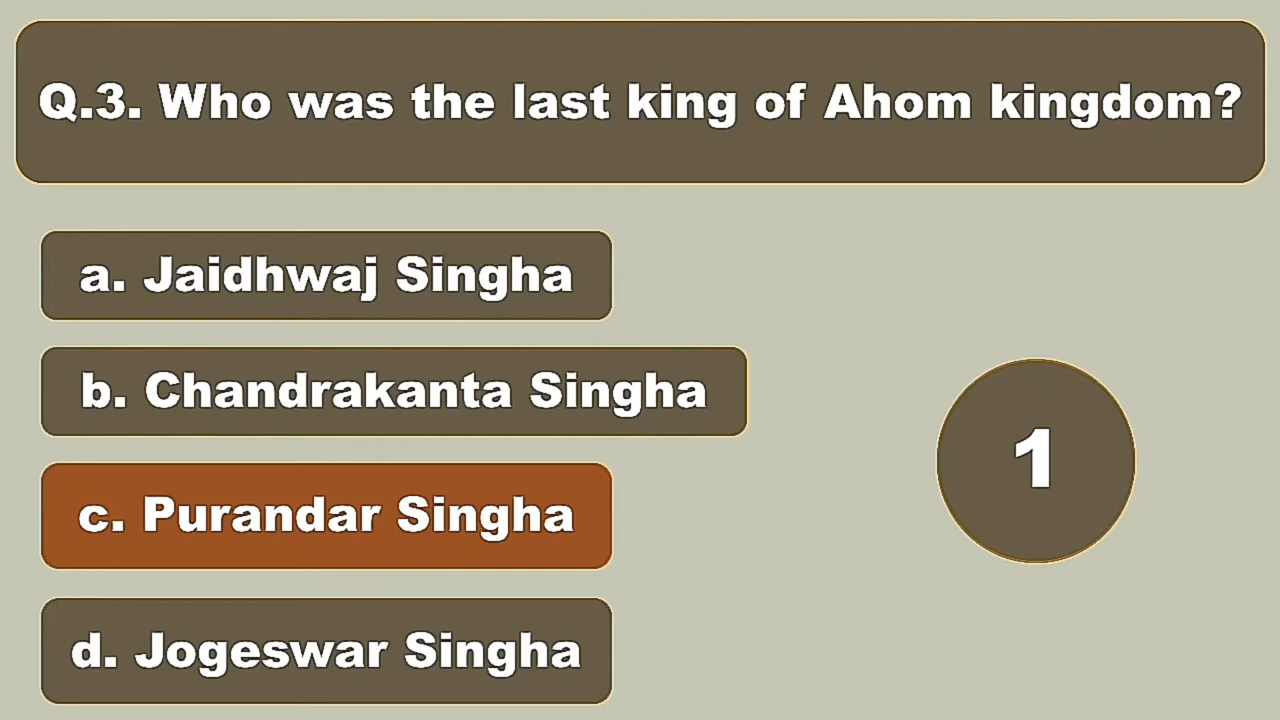 Q.3. Who was the last king of Ahom kingdom?
a. Jaidhwaj Singha
b. Chandrakanta Singha
c. Purandar Singha
1
d. Jogeswar Singha